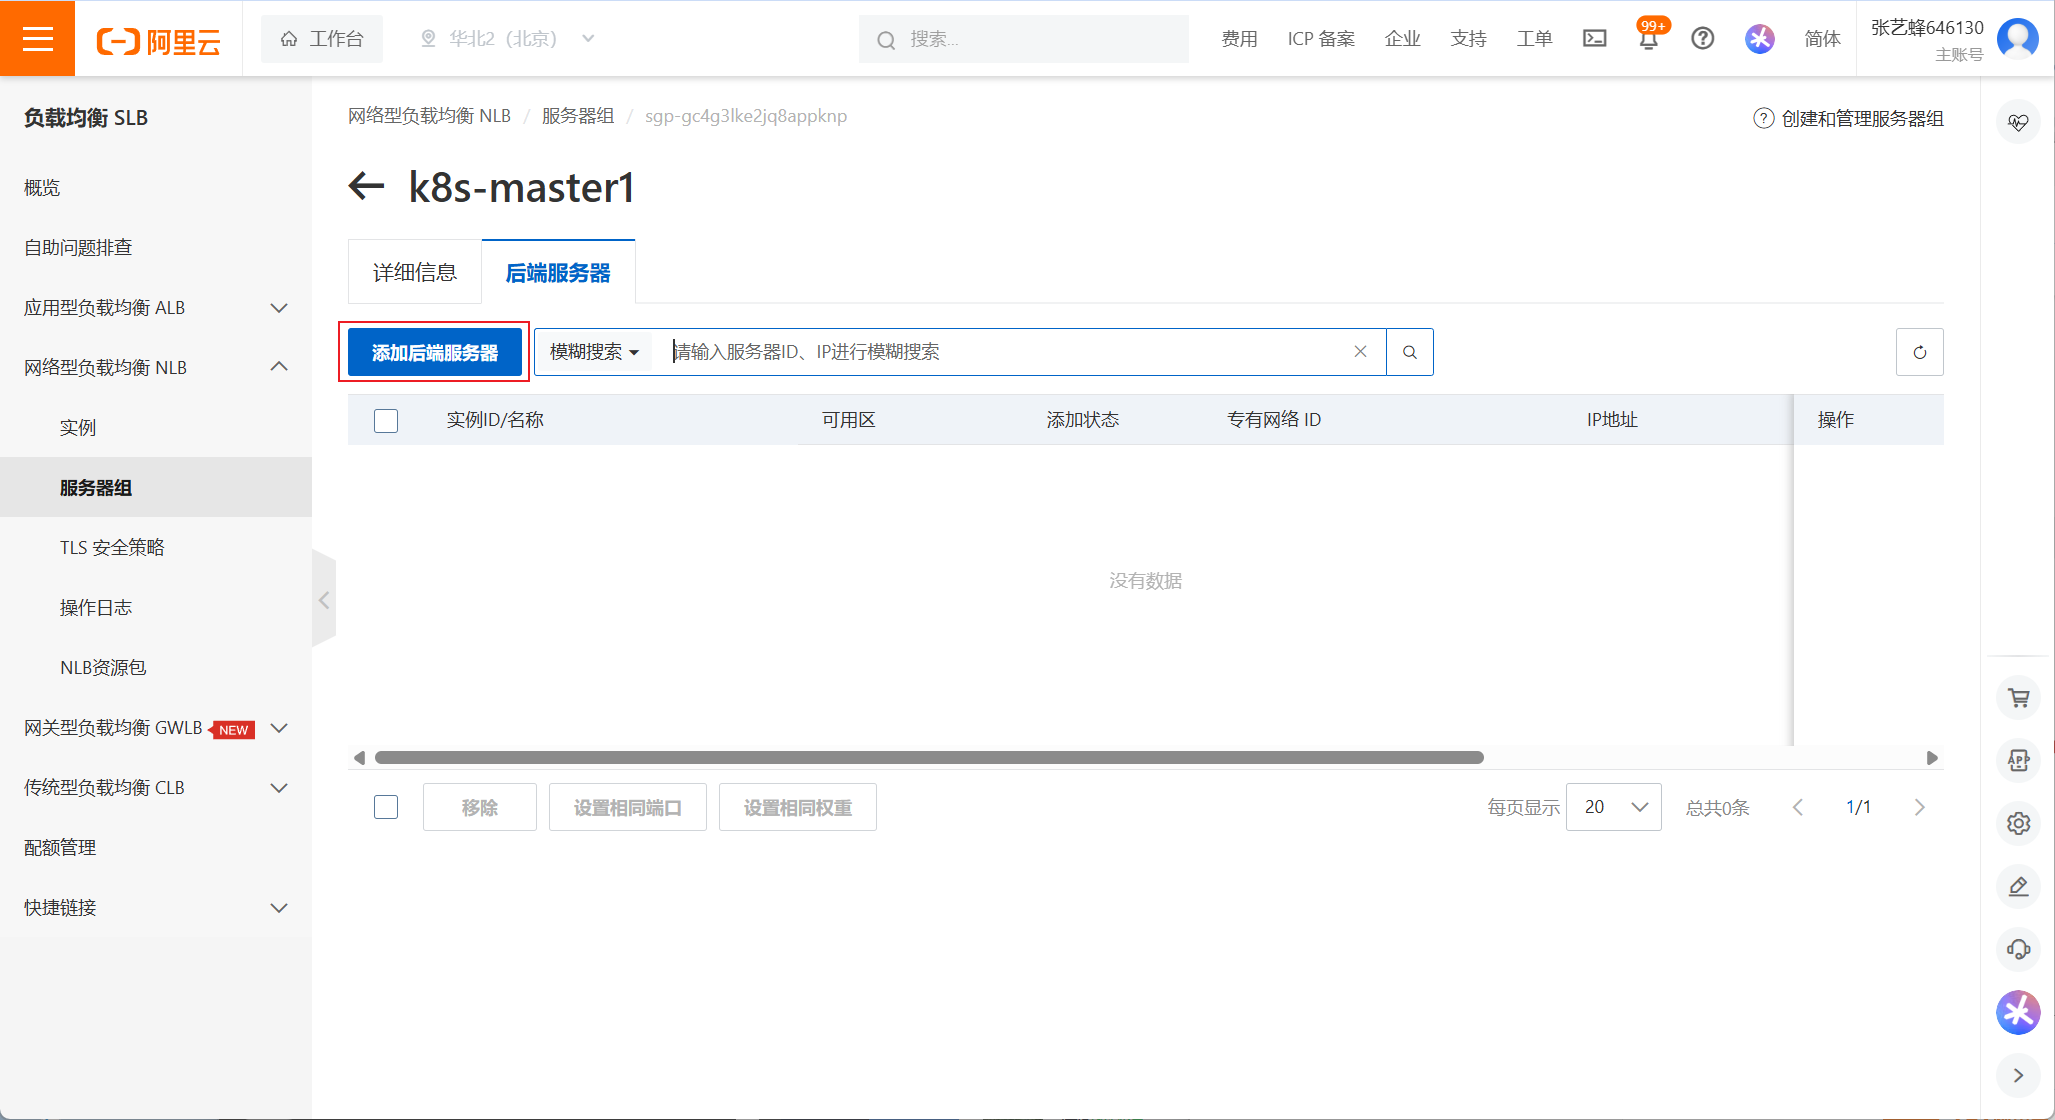 阿里云
工作台
华北2（北京）
搜索...
费用
ICP 备案
企业
支持
工单
99+
简体
张艺蜂646130
主账号
负载均衡 SLB
概览
自助问题排查
应用型负载均衡 ALB
网络型负载均衡 NLB
实例
服务器组
TLS 安全策略
操作日志
NLB资源包
网关型负载均衡 GWLB NEW
传统型负载均衡 CLB
配额管理
快捷链接
网络型负载均衡 NLB / 服务器组 / sgp-gc4g3lke2jq8appknp
创建和管理服务器组
k8s-master1
详细信息
后端服务器
添加后端服务器
模糊搜索
请输入服务器ID、IP进行模糊搜索
实例ID/名称
可用区
添加状态
专有网络 ID
IP地址
操作
没有数据
移除
设置相同端口
设置相同权重
每页显示
20
总共0条
1/1
APP